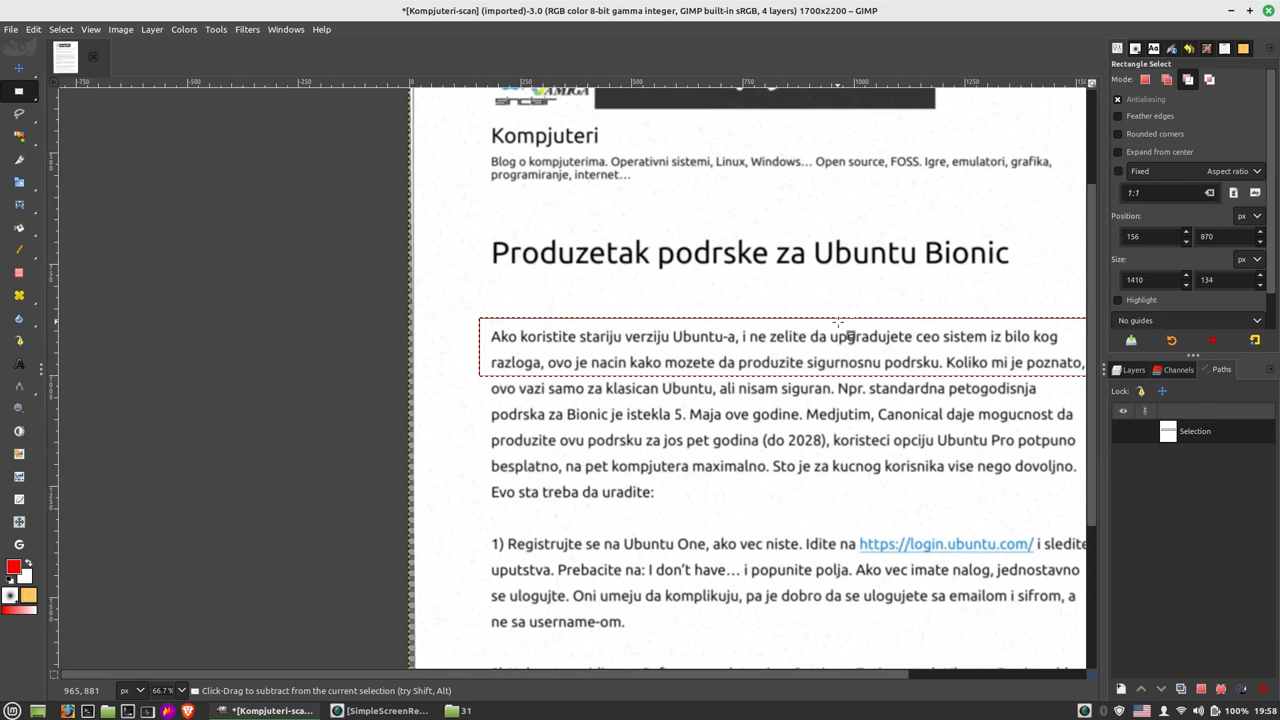 *[Kompjuteri-scan] (imported)-3.0 (RGB color 8-bit gamma integer, GIMP built-in sRGB, 4 layers) 1700x2200 – GIMP
File Edit Select View Image Layer Colors Tools Filters Windows Help
-750 -500 -250 0 250 500 750 1000 1250
AMIGA
sinclair
Kompjuteri
Blog o kompjuterima. Operativni sistemi, Linux, Windows… Open source, FOSS. Igre, emulatori, grafika,
programiranje, internet…
Produzetak podrske za Ubuntu Bionic
Ako koristite stariju verziju Ubuntu-a, i ne zelite da upgradujete ceo sistem iz bilo kog
razloga, ovo je nacin kako mozete da produzite sigurnosnu podrsku. Koliko mi je poznato,
ovo vazi samo za klasican Ubuntu, ali nisam siguran. Npr. standardna petogodisnja
podrska za Bionic je istekla 5. Maja ove godine. Medjutim, Canonical daje mogucnost da
produzite ovu podrsku za jos pet godina (do 2028), koristeci opciju Ubuntu Pro potpuno
besplatno, na pet kompjutera maximalno. Sto je za kucnog korisnika vise nego dovoljno.
Evo sta treba da uradite:
1) Registrujte se na Ubuntu One, ako vec niste. Idite na https://login.ubuntu.com/ i sledite
uputstva. Prebacite na: I don't have… i popunite polja. Ako vec imate nalog, jednostavno
se ulogujte. Oni umeju da komplikuju, pa je dobro da se ulogujete sa emailom i sifrom, a
ne sa username-om.
Rectangle Select
Mode:
Antialiasing
Feather edges
Rounded corners
Expand from center
Fixed Aspect ratio
1:1
Position: px
156 870
Size: px
1410 134
Highlight
No guides
Layers Channels Paths
Lock:
Selection
965, 881 px 66.7 % Click-Drag to subtract from the current selection (try Shift, Alt)
*[Kompjuteri-sca... [SimpleScreenRe... 31 100% 19:58